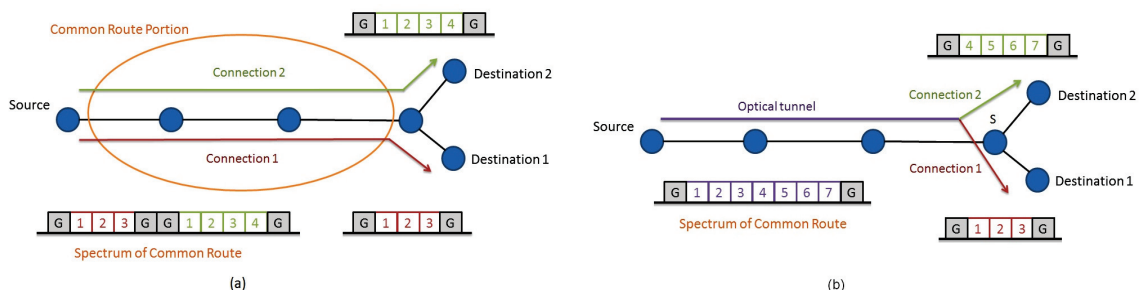 G 1 2 3 4 G
Common Route Portion
Connection 2
Destination 2
Source
Connection 1
Destination 1
G 1 2 3 G G 1 2 3 4 G
G 1 2 3 G
Spectrum of Common Route
(a)
G 4 5 6 7 G
Connection 2
Destination 2
Optical tunnel
S
Source
Connection 1
Destination 1
G 1 2 3 4 5 6 7 G
Spectrum of Common Route
G 1 2 3 G
(b)